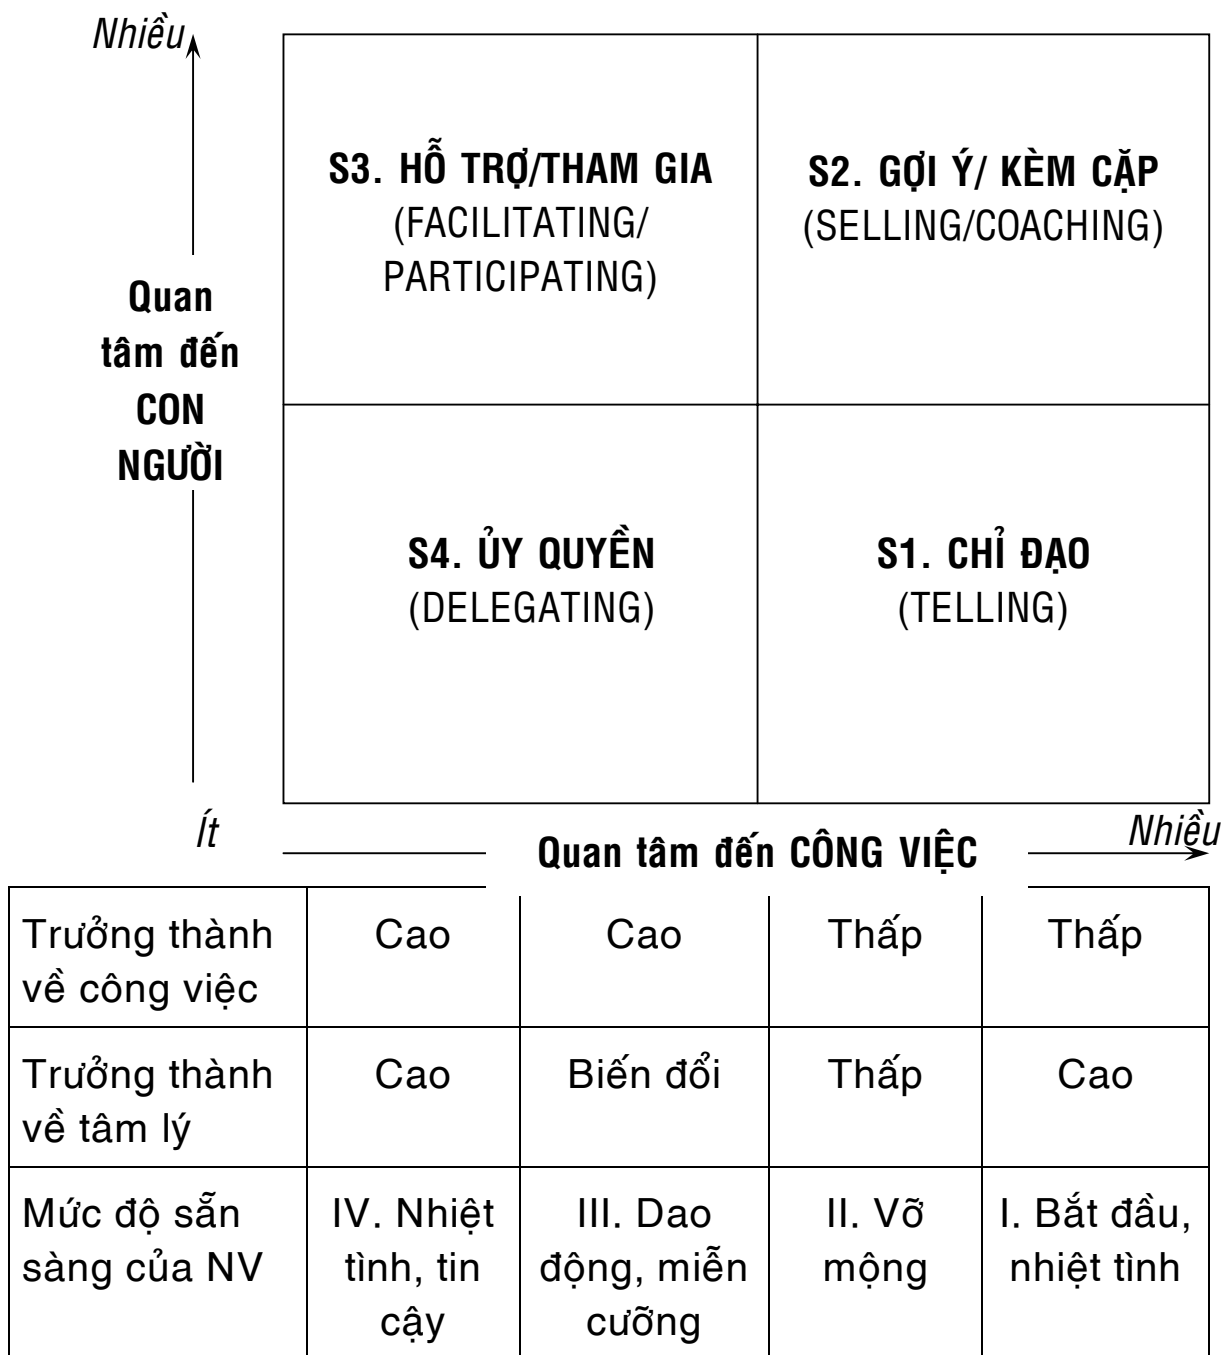 Nhiều
S3. HỖ TRỢ/THAM GIA
(FACILITATING/
PARTICIPATING)
S2. GỢI Ý/ KÈM CẶP
(SELLING/COACHING)
Quan
tâm đến
CON
NGƯỜI
S4. ỦY QUYỀN
(DELEGATING)
S1. CHỈ ĐẠO
(TELLING)
Ít
Quan tâm đến CÔNG VIỆC
Nhiều
Trưởng thành
về công việc
Cao
Cao
Thấp
Thấp
Trưởng thành
về tâm lý
Cao
Biến đổi
Thấp
Cao
Mức độ sẵn
sàng của NV
IV. Nhiệt
tình, tin
cậy
III. Dao
động, miễn
cưỡng
II. Vỡ
mộng
I. Bắt đầu,
nhiệt tình